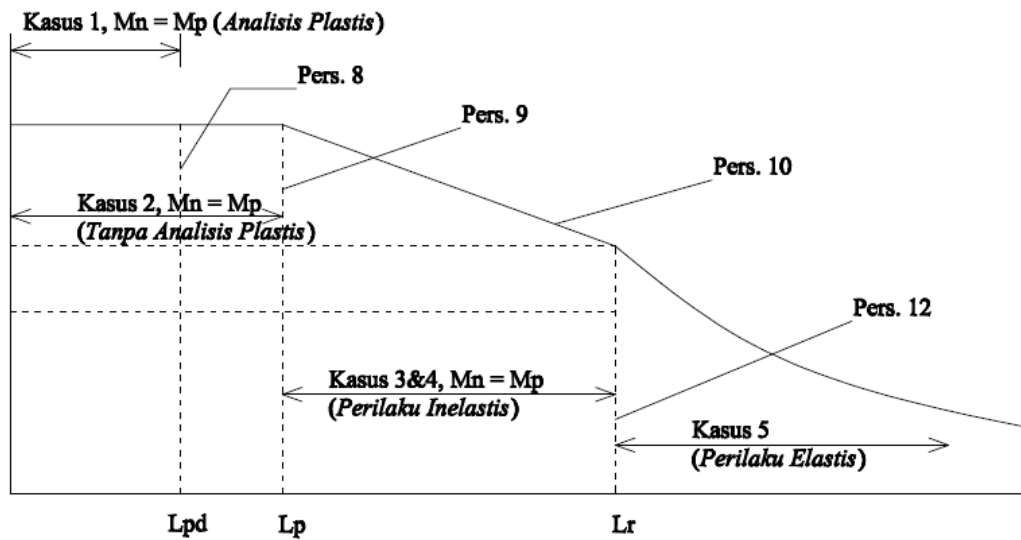 Kasus 1, Mn = Mp (Analisis Plastis)
Pers. 8
Pers. 9
Pers. 10
Kasus 2, Mn = Mp
(Tanpa Analisis Plastis)
Pers. 12
Kasus 3&4, Mn = Mp
(Perilaku Inelastis)
Kasus 5
(Perilaku Elastis)
Lpd
Lp
Lr